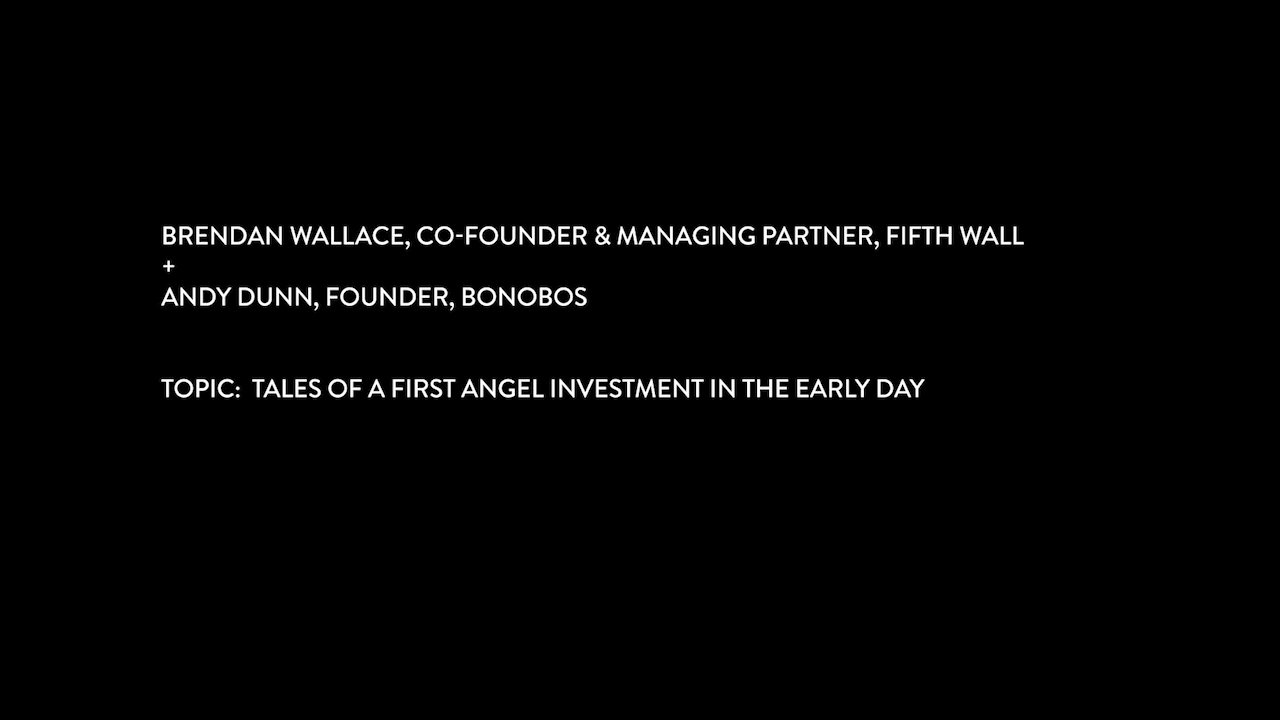 BRENDAN WALLACE, CO-FOUNDER & MANAGING PARTNER, FIFTH WALL
+
ANDY DUNN, FOUNDER, BONOBOS
TOPIC:  TALES OF A FIRST ANGEL INVESTMENT IN THE EARLY DAY